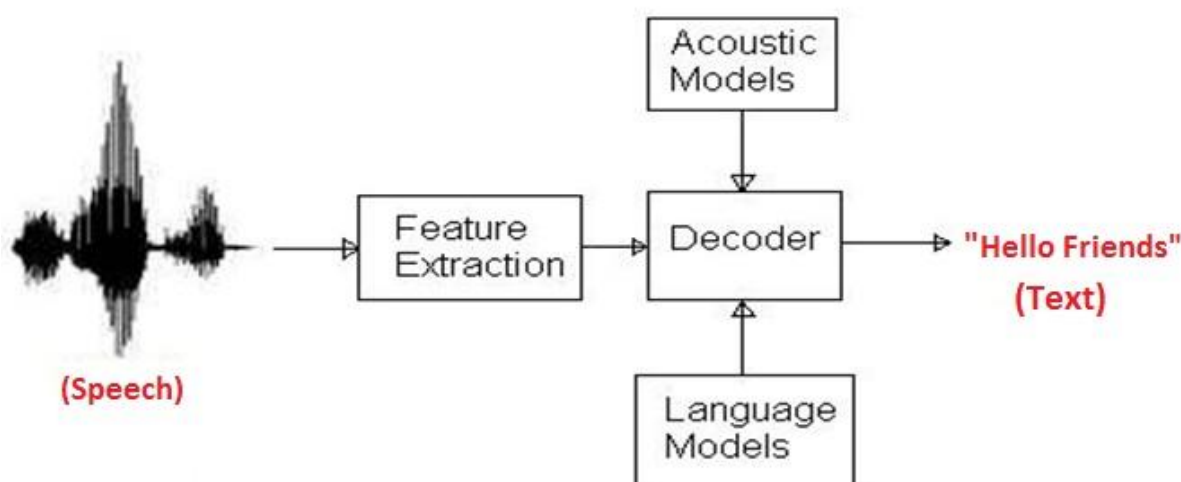 Acoustic
Models
Feature
Extraction
Decoder
"Hello Friends"
(Text)
(Speech)
Language
Models